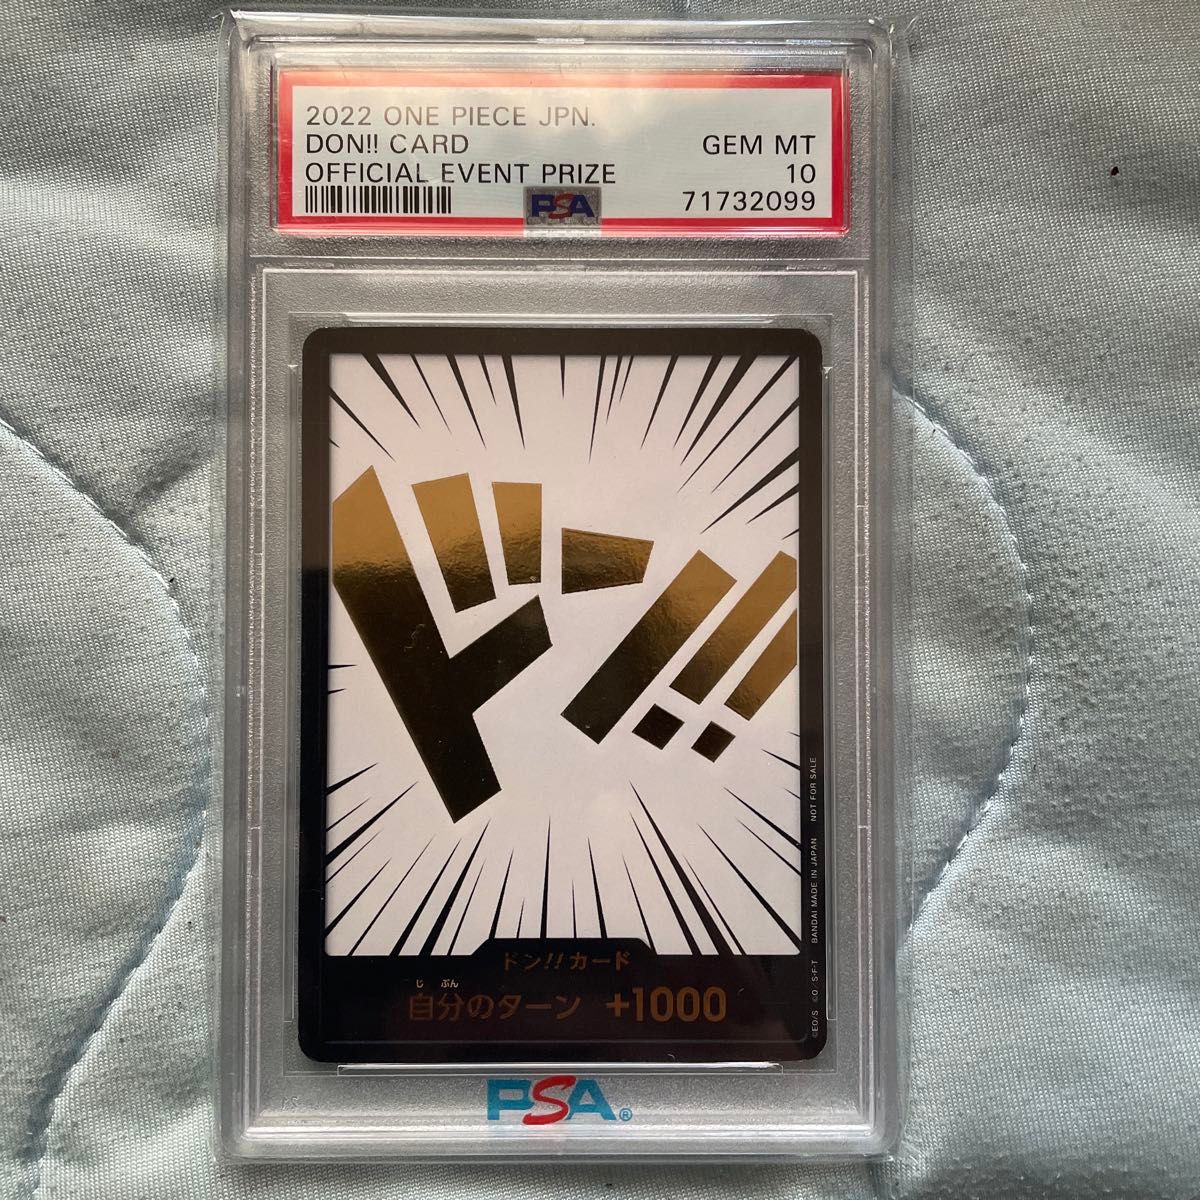 2022 ONE PIECE JPN.
DON!! CARD
GEM MT
OFFICIAL EVENT PRIZE
10
PSA
71732099
ドン!!
ドン!!カード
じ ぶん
自分のターン +1000
©EO/S ©O/S・F・T BANDAI MADE IN JAPAN NOT FOR SALE
PSA®